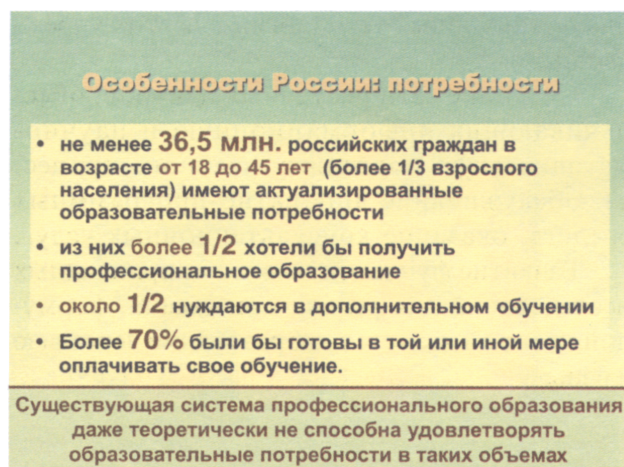 Особенности России: потребности
• не менее 36,5 млн. российских граждан в
возрасте от 18 до 45 лет (более 1/3 взрослого
населения) имеют актуализированные
образовательные потребности
• из них более 1/2 хотели бы получить
профессиональное образование
• около 1/2 нуждаются в дополнительном обучении
• Более 70% были бы готовы в той или иной мере
оплачивать свое обучение.
Существующая система профессионального образования
даже теоретически не способна удовлетворять
образовательные потребности в таких объемах